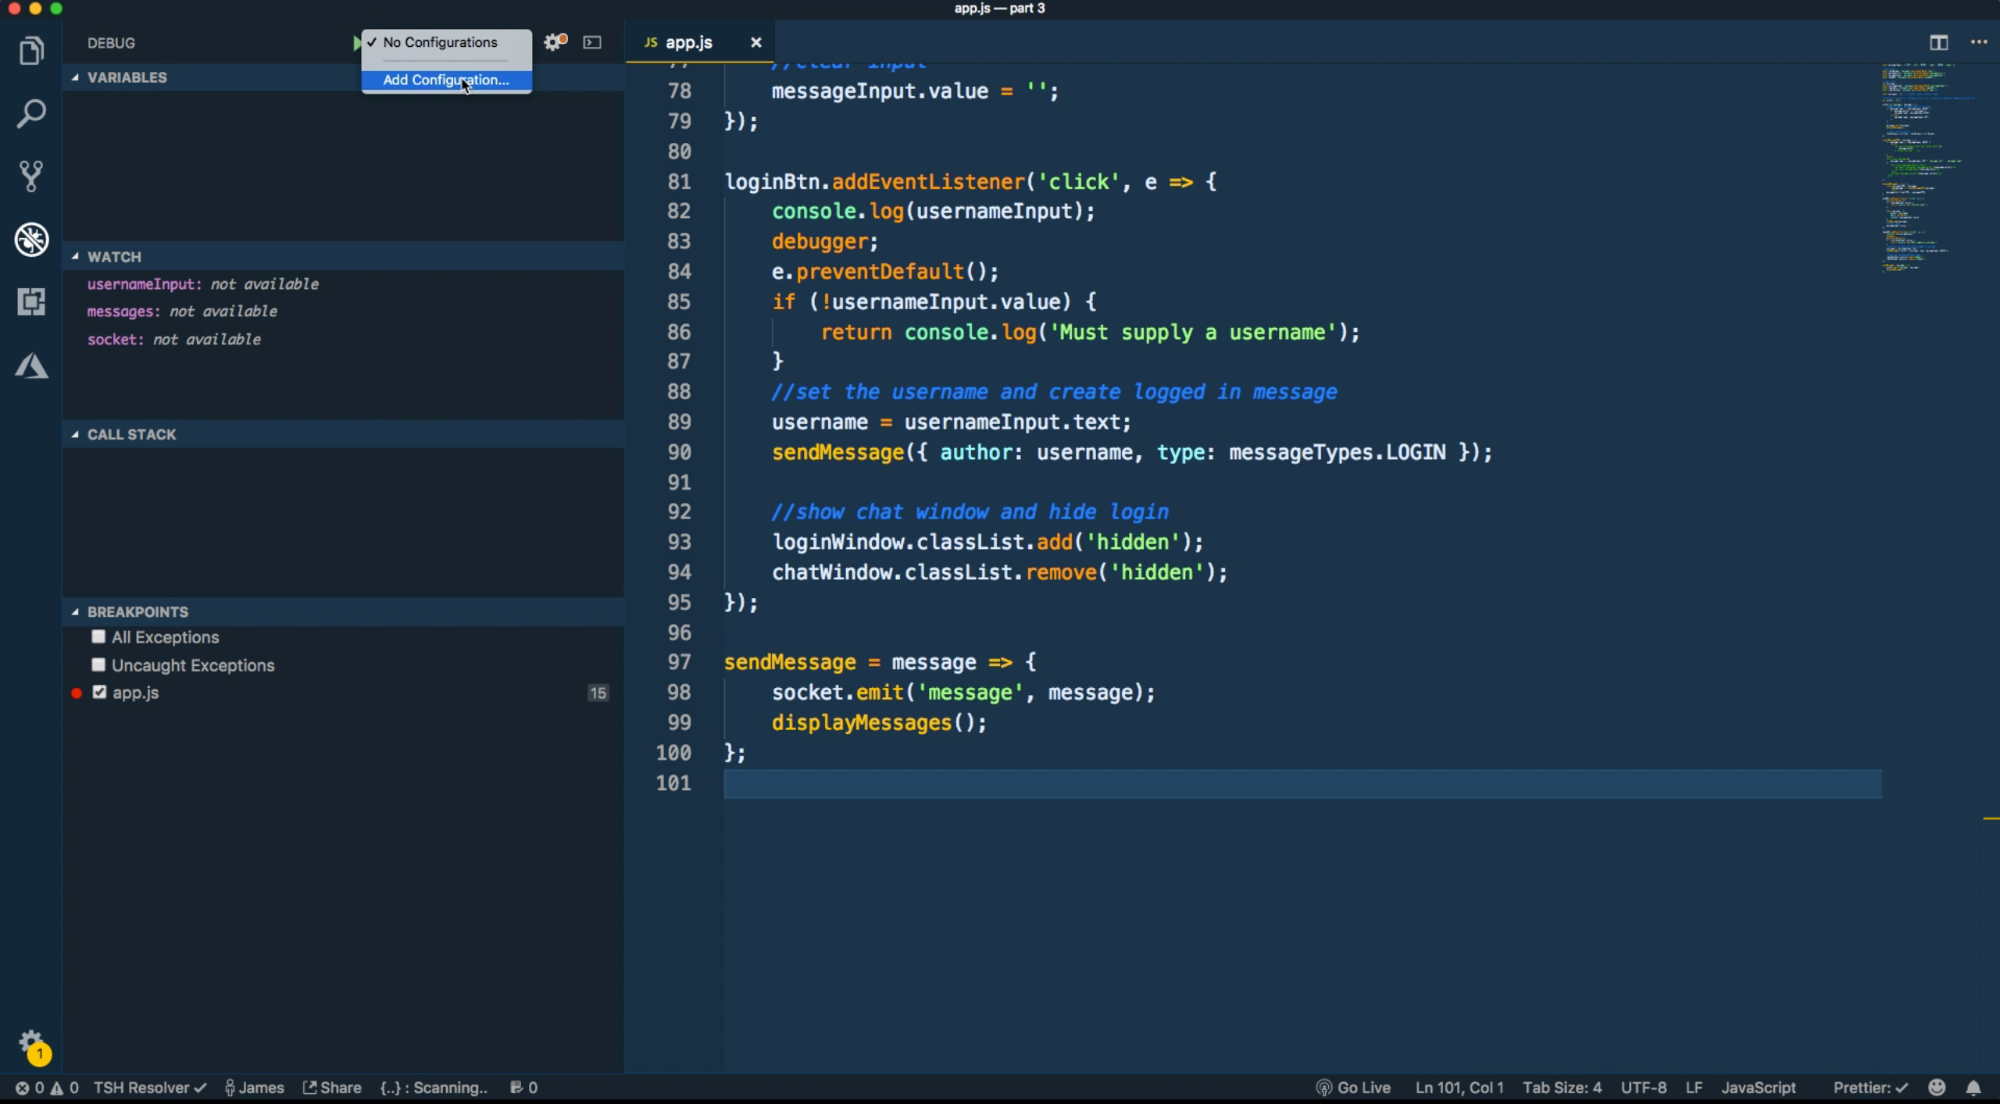 app.js — part 3
DEBUG
✓ No Configurations
Add Configuration...
JS app.js ×
VARIABLES
WATCH
usernameInput: not available
messages: not available
socket: not available
CALL STACK
BREAKPOINTS
All Exceptions
Uncaught Exceptions
app.js 15
77 //clear input
78 messageInput.value = '';
79 });
80
81 loginBtn.addEventListener('click', e => {
82 console.log(usernameInput);
83 debugger;
84 e.preventDefault();
85 if (!usernameInput.value) {
86 return console.log('Must supply a username');
87 }
88 //set the username and create logged in message
89 username = usernameInput.text;
90 sendMessage({ author: username, type: messageTypes.LOGIN });
91
92 //show chat window and hide login
93 loginWindow.classList.add('hidden');
94 chatWindow.classList.remove('hidden');
95 });
96
97 sendMessage = message => {
98 socket.emit('message', message);
99 displayMessages();
100 };
101
1
0 0 TSH Resolver ✓ James Share {..} : Scanning.. 0 Go Live Ln 101, Col 1 Tab Size: 4 UTF-8 LF JavaScript Prettier: ✓